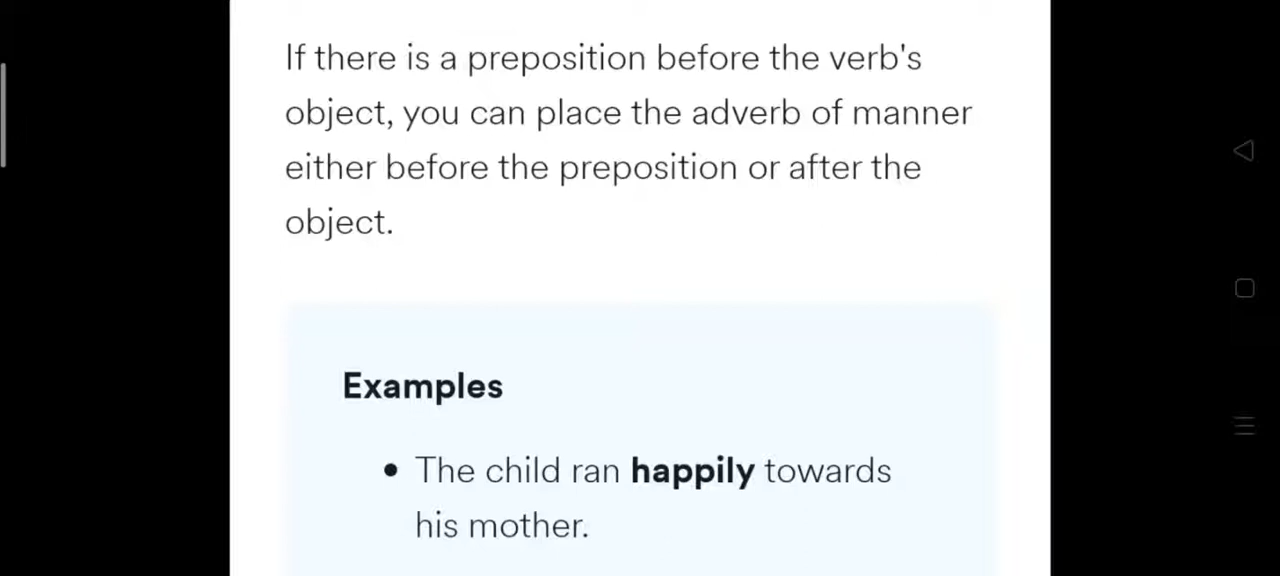 If there is a preposition before the verb's
object, you can place the adverb of manner
either before the preposition or after the
object.
Examples
• The child ran happily towards
his mother.